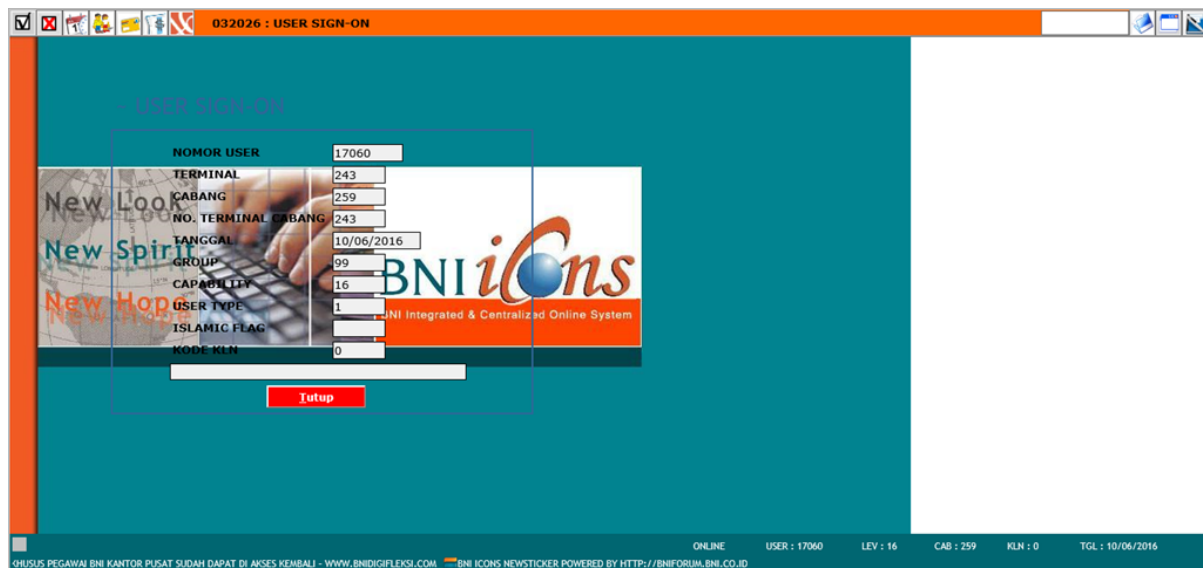 032026 : USER SIGN-ON
- USER SIGN-ON
NOMOR USER 17060
TERMINAL 243
CABANG 259
NO. TERMINAL CABANG 243
TANGGAL 10/06/2016
GROUP 99
CAPABILITY 16
USER TYPE 1
ISLAMIC FLAG
KODE KLN 0
Tutup
New Look
New Spirit
New Hope
BNI iCons
BNI Integrated & Centralized Online System
ONLINE USER : 17060 LEV : 16 CAB : 259 KLN : 0 TGL : 10/06/2016
KHUSUS PEGAWAI BNI KANTOR PUSAT SUDAH DAPAT DI AKSES KEMBALI - WWW.BNIDIGIFLEKSI.COM BNI ICONS NEWSTICKER POWERED BY HTTP://BNIFORUM.BNI.CO.ID